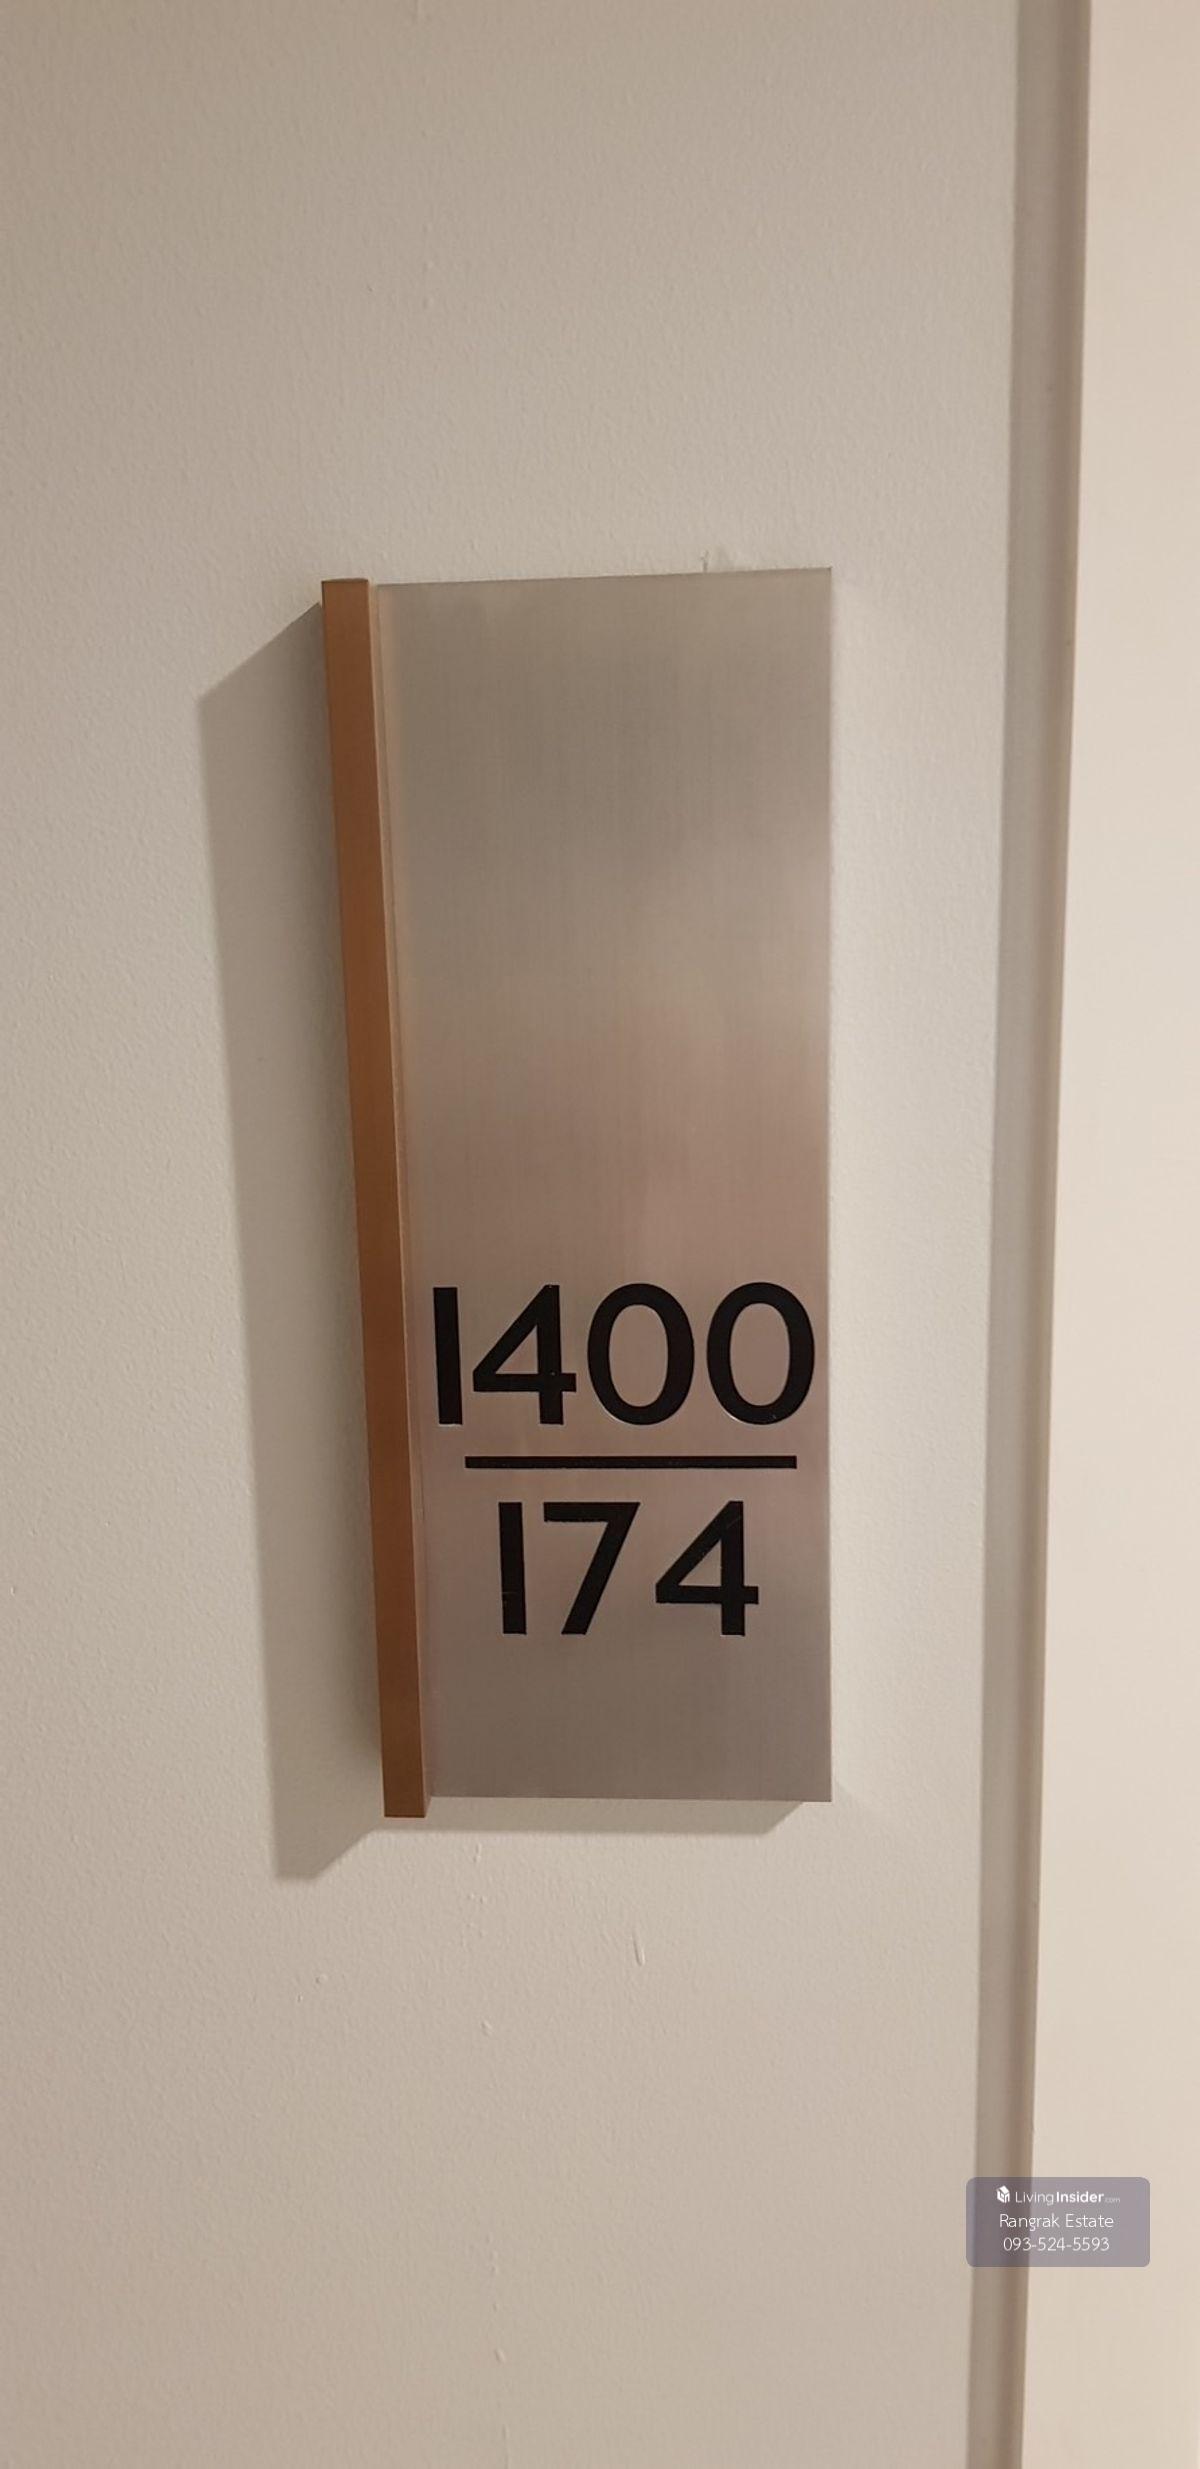 1400
174
LivingInsider.com
Rangrak Estate
093-524-5593